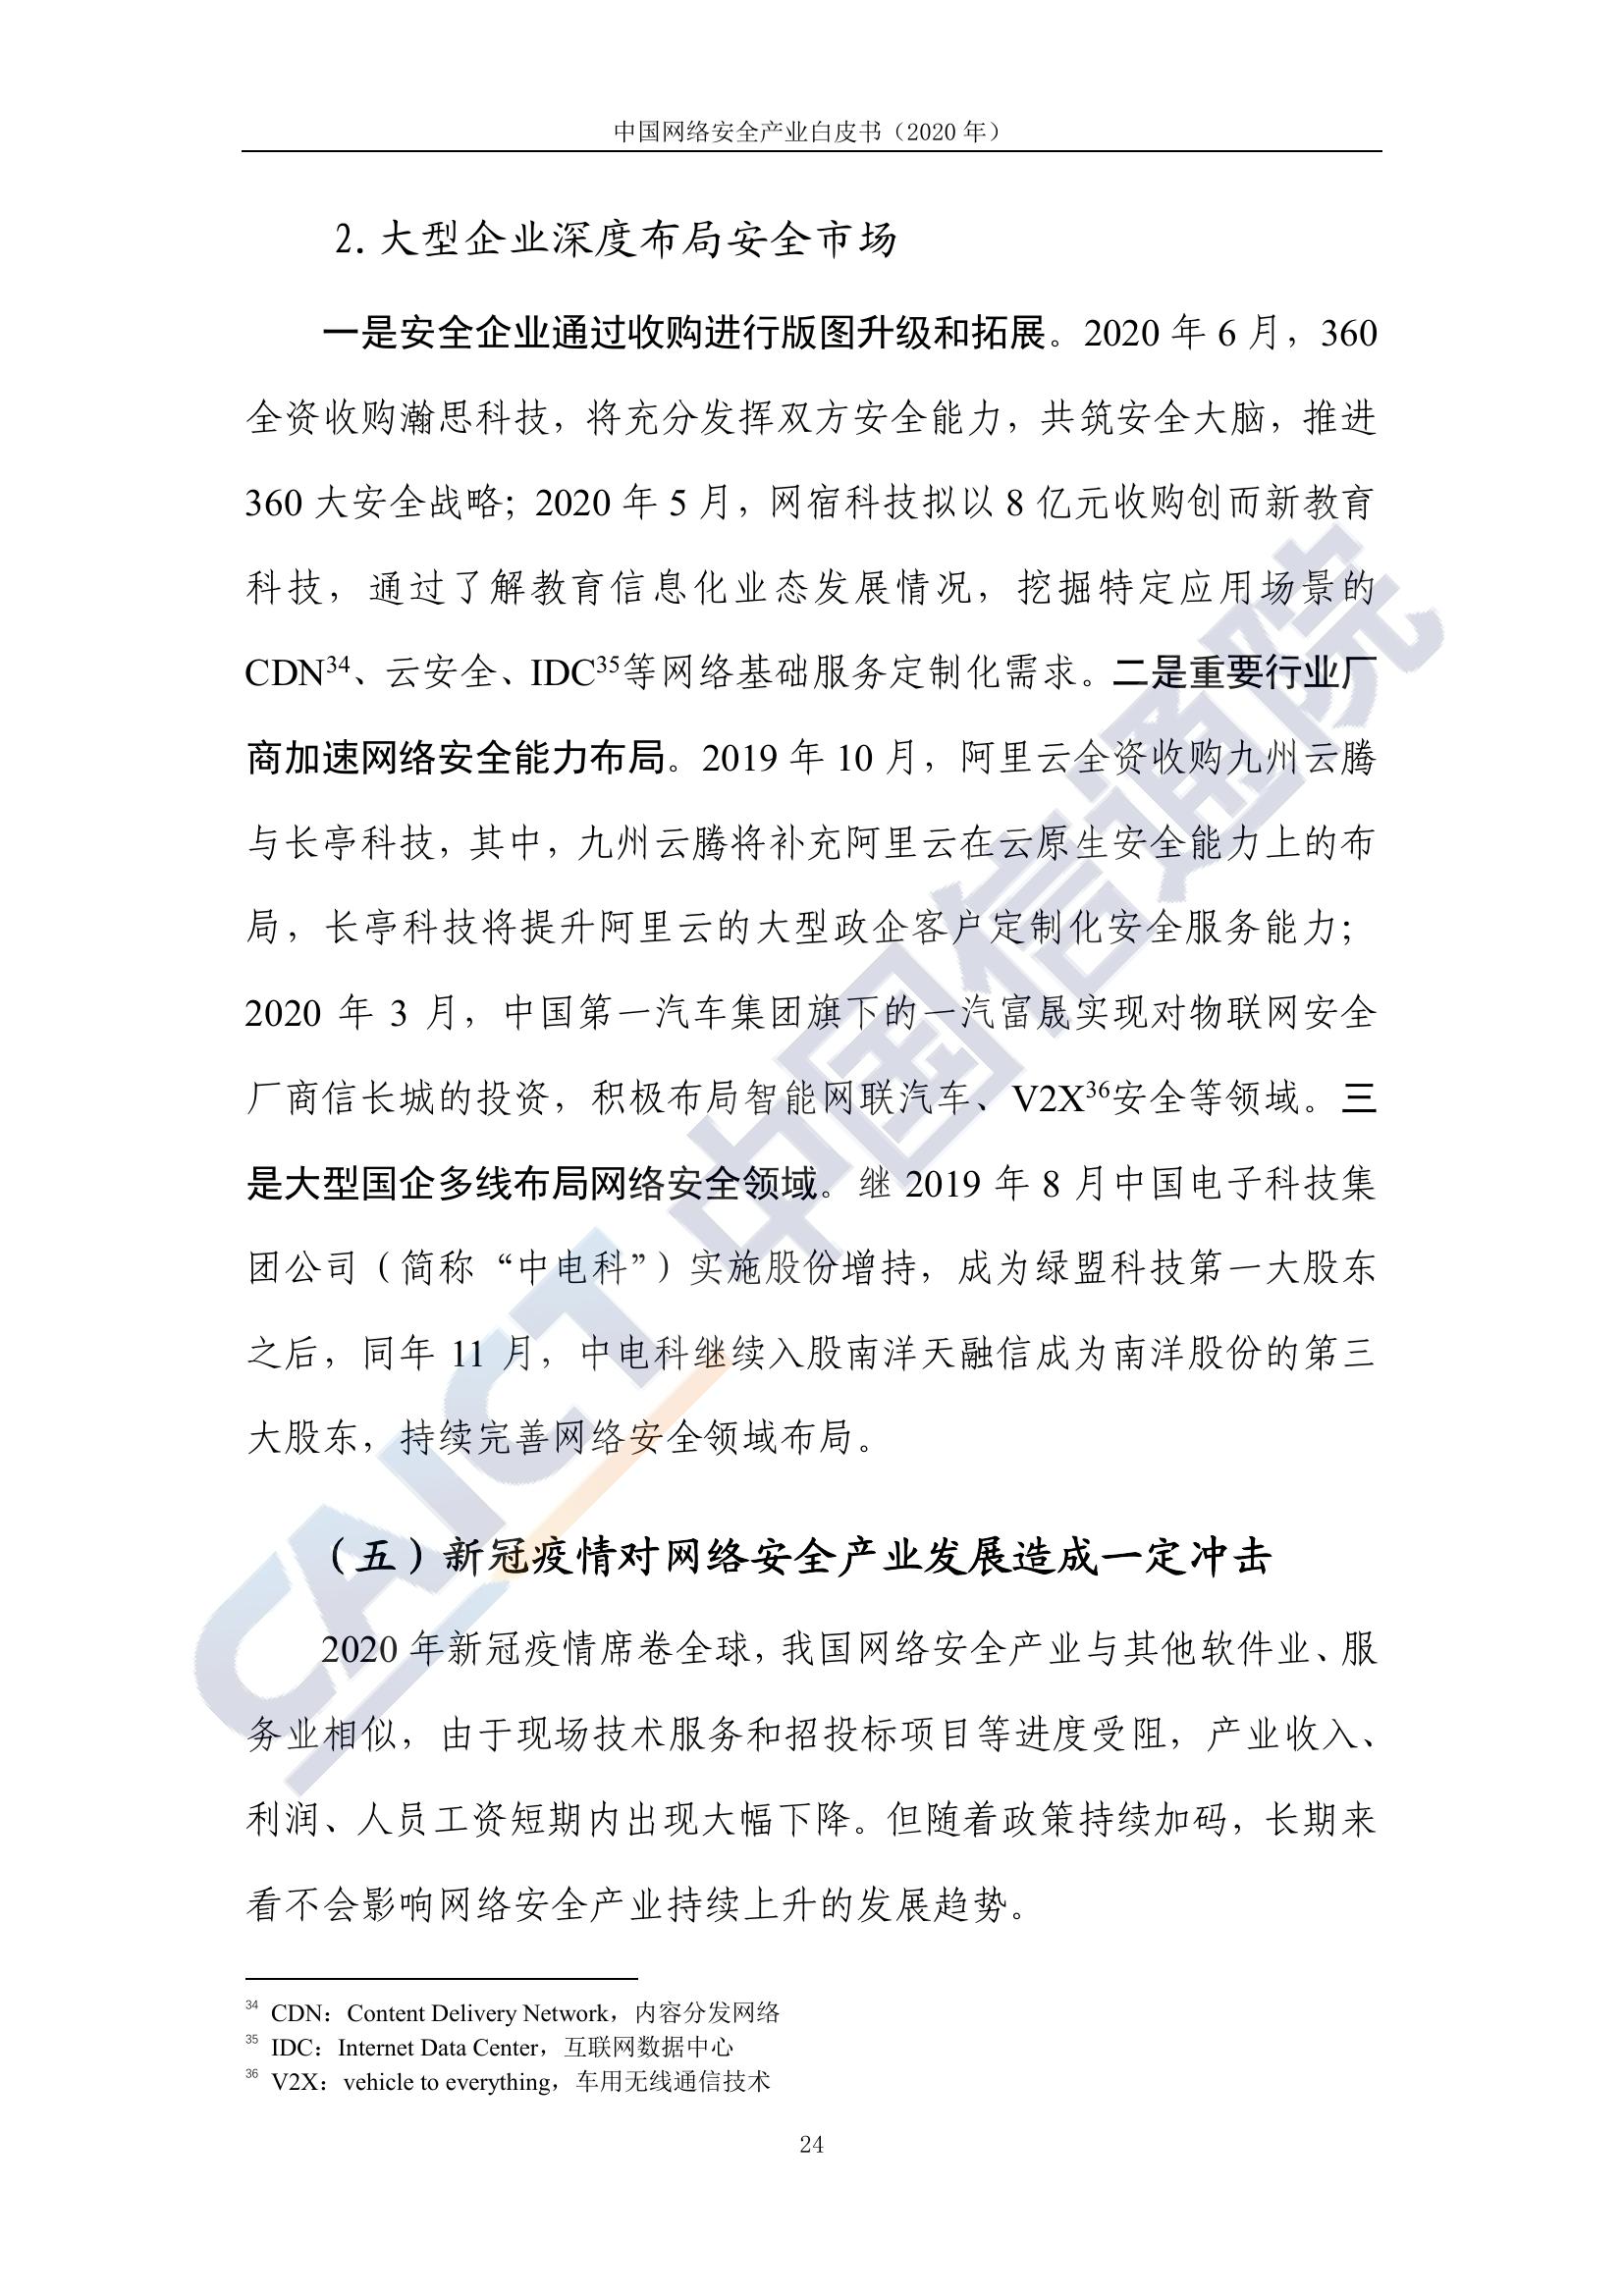 中国网络安全产业白皮书（2020 年）
2. 大型企业深度布局安全市场
一是安全企业通过收购进行版图升级和拓展。2020 年 6 月，360
全资收购瀚思科技，将充分发挥双方安全能力，共筑安全大脑，推进
360 大安全战略；2020 年 5 月，网宿科技拟以 8 亿元收购创而新教育
科技，通过了解教育信息化业态发展情况，挖掘特定应用场景的
CDN34、云安全、IDC35等网络基础服务定制化需求。二是重要行业厂
商加速网络安全能力布局。2019 年 10 月，阿里云全资收购九州云腾
与长亭科技，其中，九州云腾将补充阿里云在云原生安全能力上的布
局，长亭科技将提升阿里云的大型政企客户定制化安全服务能力；
2020 年 3 月，中国第一汽车集团旗下的一汽富晟实现对物联网安全
厂商信长城的投资，积极布局智能网联汽车、V2X36安全等领域。三
是大型国企多线布局网络安全领域。继 2019 年 8 月中国电子科技集
团公司（简称“中电科”）实施股份增持，成为绿盟科技第一大股东
之后，同年 11 月，中电科继续入股南洋天融信成为南洋股份的第三
大股东，持续完善网络安全领域布局。
（五）新冠疫情对网络安全产业发展造成一定冲击
2020 年新冠疫情席卷全球，我国网络安全产业与其他软件业、服
务业相似，由于现场技术服务和招投标项目等进度受阻，产业收入、
利润、人员工资短期内出现大幅下降。但随着政策持续加码，长期来
看不会影响网络安全产业持续上升的发展趋势。
34 CDN：Content Delivery Network，内容分发网络
35 IDC：Internet Data Center，互联网数据中心
36 V2X：vehicle to everything，车用无线通信技术
24
CAICT 中国信通院